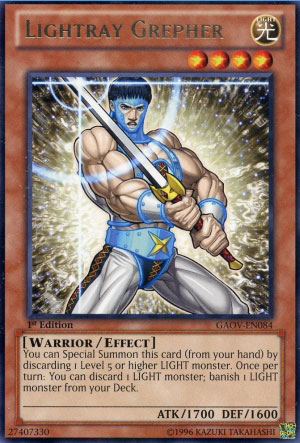 LIGHTRAY GREPHER
LIGHT
光
1st Edition
GAOV-EN084
[WARRIOR / EFFECT]
You can Special Summon this card (from your hand) by
discarding 1 Level 5 or higher LIGHT monster. Once per
turn: You can discard 1 LIGHT monster; banish 1 LIGHT
monster from your Deck.
ATK/1700 DEF/1600
27407330
©1996 KAZUKI TAKAHASHI